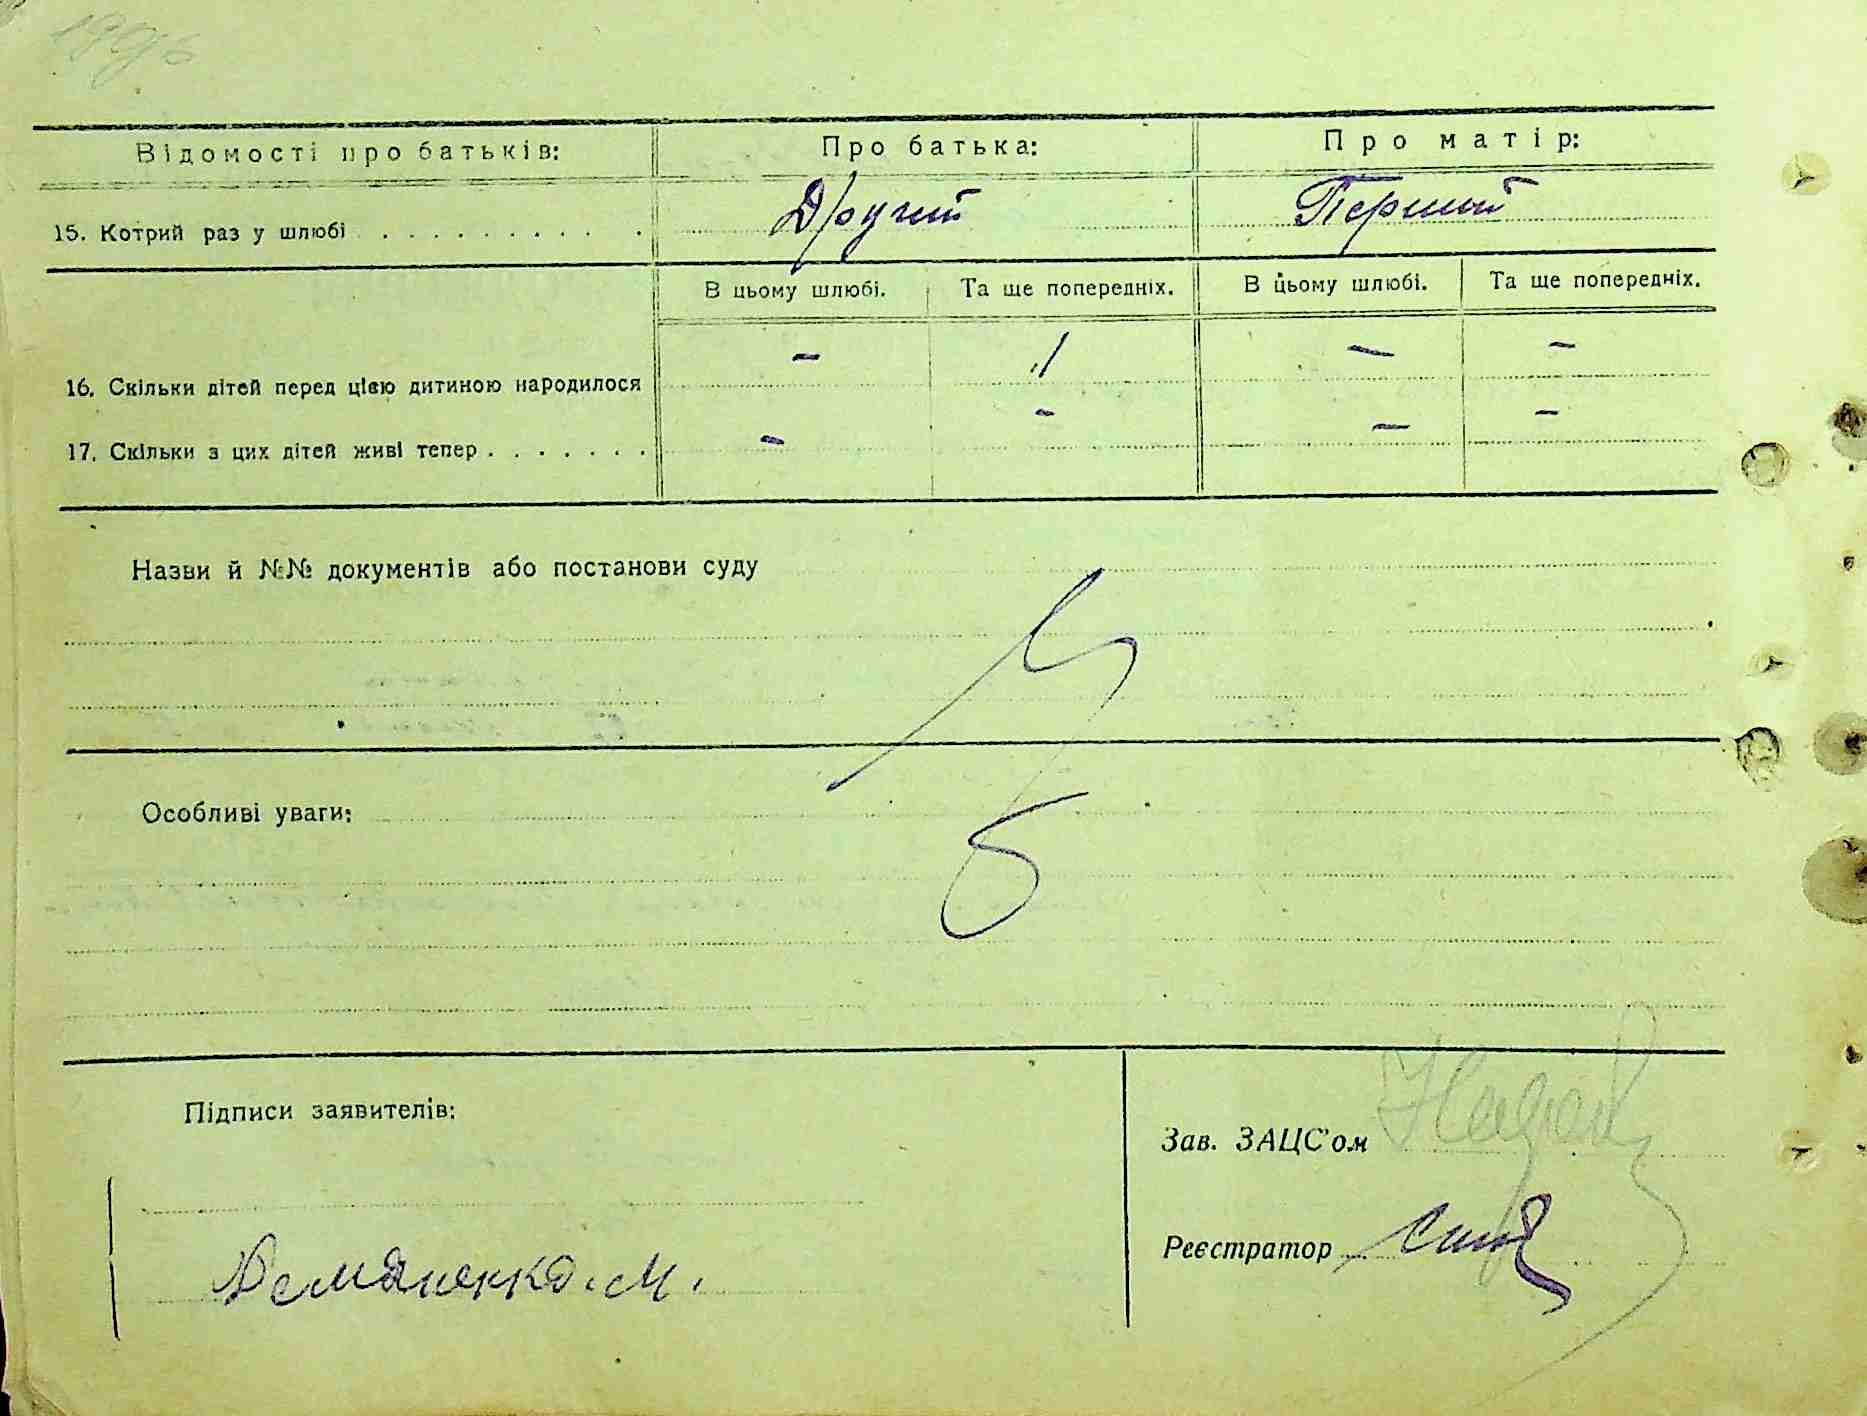 Відомості про батьків: Про батька: Про матір:
15. Котрий раз у шлюбі . . . . . . . . . . Другий Перший
В цьому шлюбі. Та ще попередніх. В цьому шлюбі. Та ще попередніх.
16. Скільки дітей перед цією дитиною народилося – 1 – –
17. Скільки з цих дітей живі тепер . . . . . . . – – – –
Назви й №№ документів або постанови суду
Особливі уваги:
Підписи заявителів:
Зав. ЗАЦС'ом
Реєстратор
Демяненко. М.